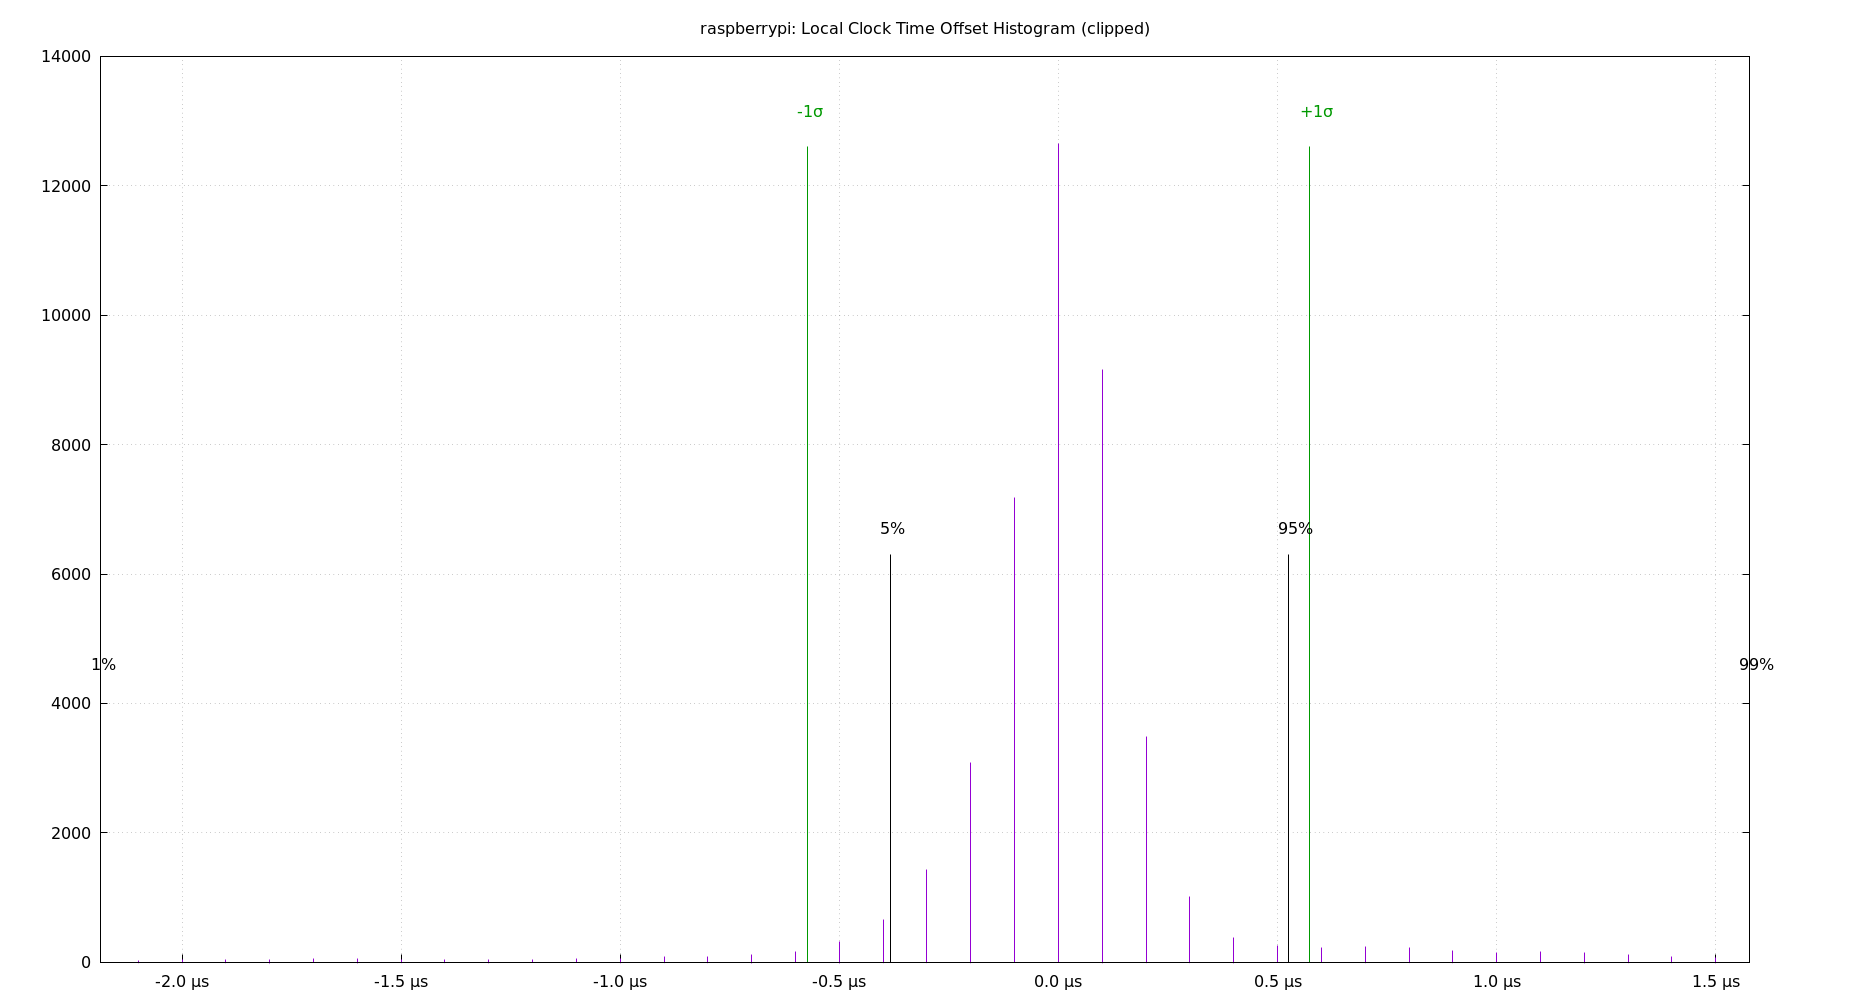 raspberrypi: Local Clock Time Offset Histogram (clipped)
14000
-1σ
+1σ
12000
10000
8000
5%
95%
6000
1%
99%
4000
2000
0
-2.0 μs
-1.5 μs
-1.0 μs
-0.5 μs
0.0 μs
0.5 μs
1.0 μs
1.5 μs